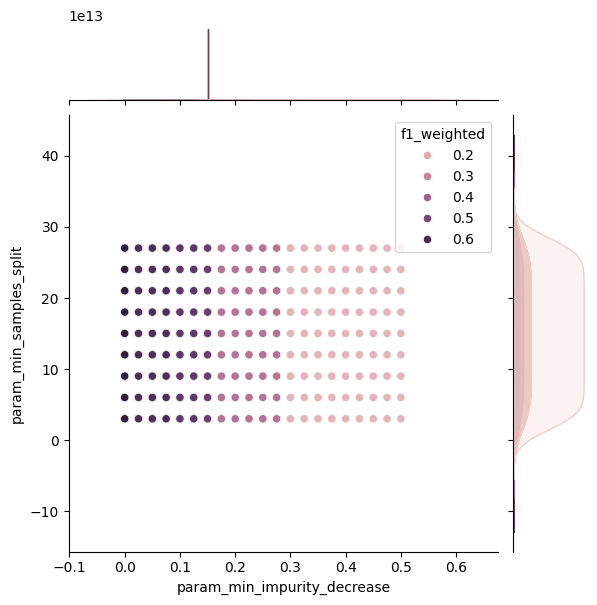 1e13
f1_weighted
0.2
0.3
0.4
0.5
0.6
40
30
20
10
0
−10
param_min_samples_split
−0.1 0.0 0.1 0.2 0.3 0.4 0.5 0.6
param_min_impurity_decrease